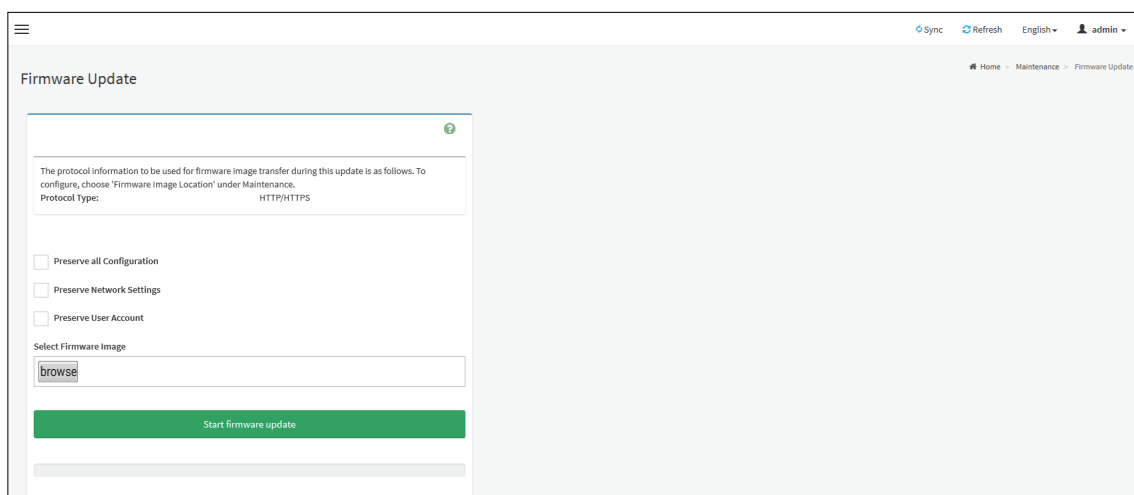 Sync Refresh English admin
Firmware Update
Home > Maintenance > Firmware Update
The protocol information to be used for firmware image transfer during this update is as follows. To
configure, choose 'Firmware Image Location' under Maintenance.
Protocol Type: HTTP/HTTPS
Preserve all Configuration
Preserve Network Settings
Preserve User Account
Select Firmware Image
browse
Start firmware update